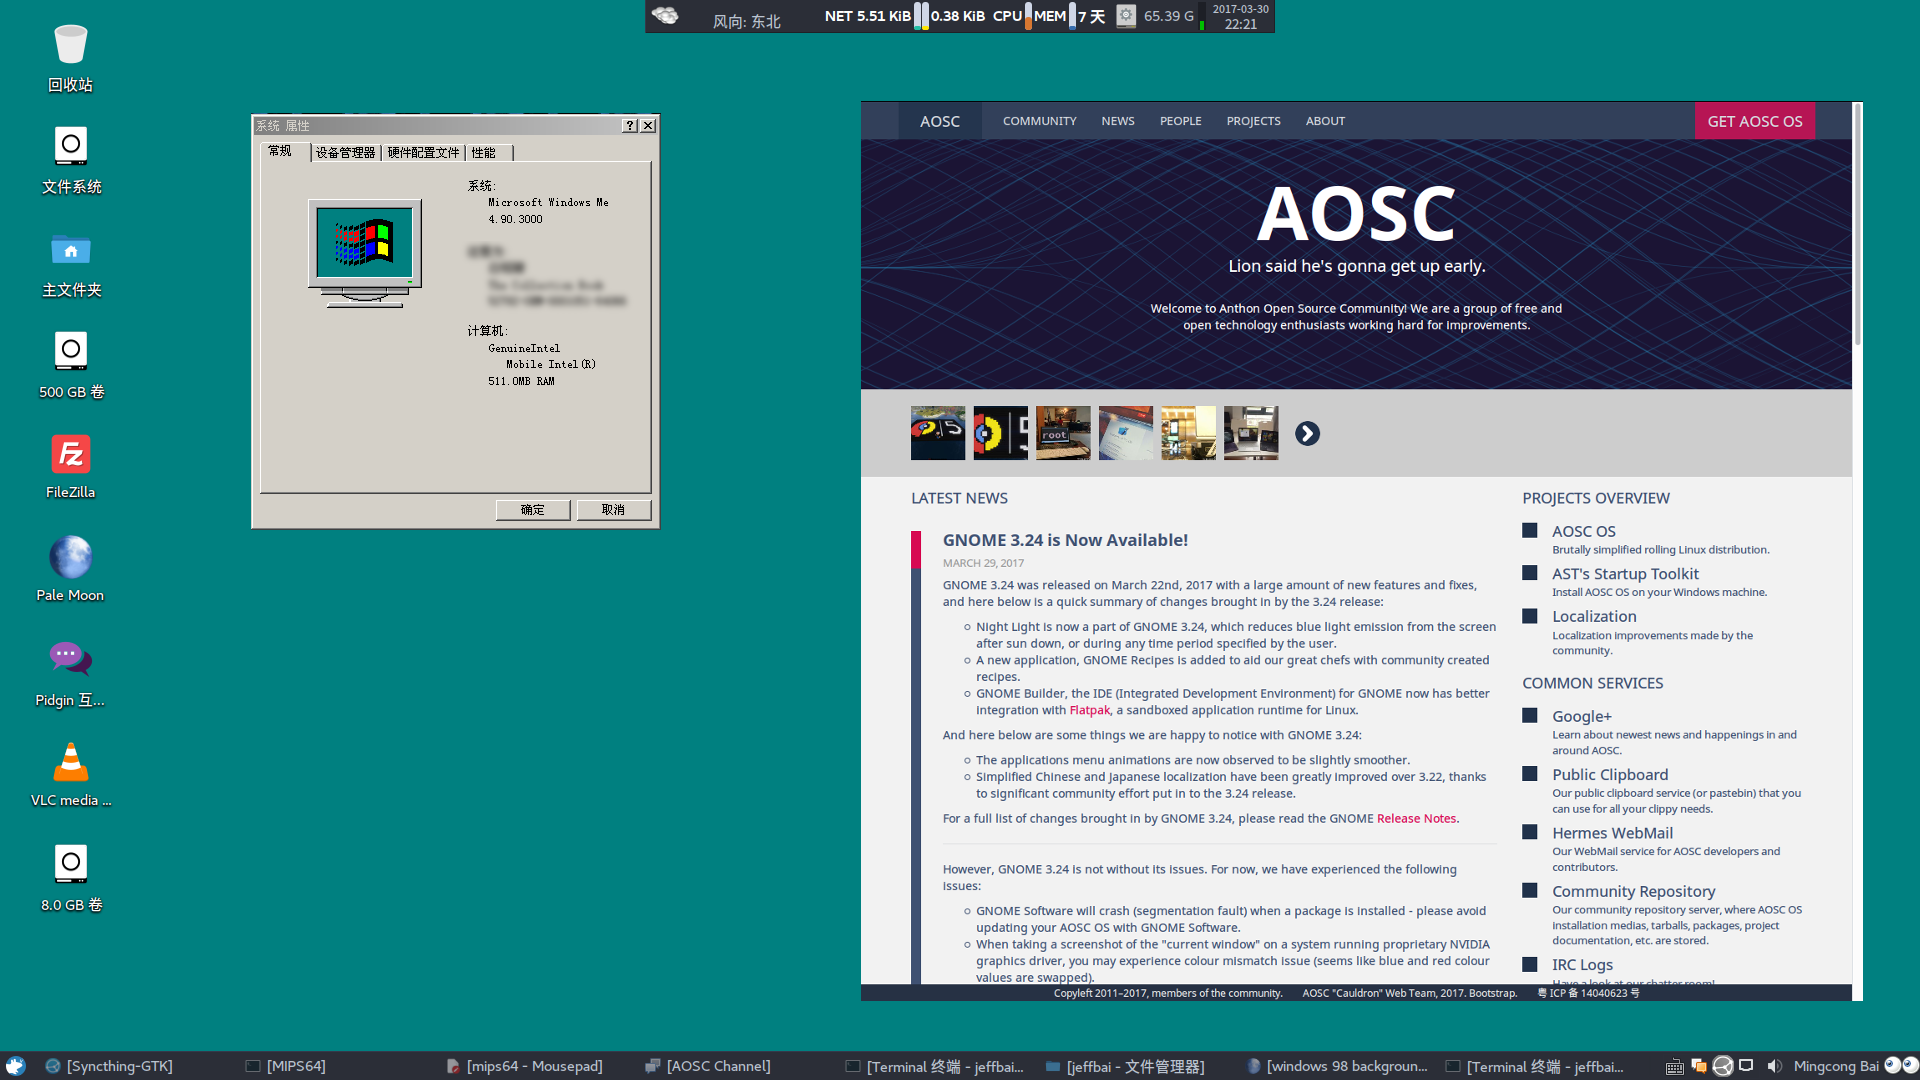 风向: 东北
NET 5.51 KiB 0.38 KiB CPU MEM 7 天 65.39 G
2017-03-30
22:21
回收站
文件系统
主文件夹
500 GB 卷
FileZilla
Pale Moon
Pidgin 互...
VLC media ...
8.0 GB 卷
系统 属性
常规 设备管理器 硬件配置文件 性能
系统:
Microsoft Windows Me
4.90.3000
计算机:
GenuineIntel
Mobile Intel(R)
511.0MB RAM
确定 取消
AOSC COMMUNITY NEWS PEOPLE PROJECTS ABOUT GET AOSC OS
AOSC
Lion said he's gonna get up early.
Welcome to Anthon Open Source Community! We are a group of free and
open technology enthusiasts working hard for improvements.
root
LATEST NEWS
GNOME 3.24 is Now Available!
MARCH 29, 2017
GNOME 3.24 was released on March 22nd, 2017 with a large amount of new features and fixes,
and here below is a quick summary of changes brought in by the 3.24 release:
Night Light is now a part of GNOME 3.24, which reduces blue light emission from the screen
after sun down, or during any time period specified by the user.
A new application, GNOME Recipes is added to aid our great chefs with community created
recipes.
GNOME Builder, the IDE (Integrated Development Environment) for GNOME now has better
integration with Flatpak, a sandboxed application runtime for Linux.
And here below are some things we are happy to notice with GNOME 3.24:
The applications menu animations are now observed to be slightly smoother.
Simplified Chinese and Japanese localization have been greatly improved over 3.22, thanks
to significant community effort put in to the 3.24 release.
For a full list of changes brought in by GNOME 3.24, please read the GNOME Release Notes.
However, GNOME 3.24 is not without its issues. For now, we have experienced the following
issues:
GNOME Software will crash (segmentation fault) when a package is installed - please avoid
updating your AOSC OS with GNOME Software.
When taking a screenshot of the "current window" on a system running proprietary NVIDIA
graphics driver, you may experience colour mismatch issue (seems like blue and red colour
values are swapped).
PROJECTS OVERVIEW
AOSC OS
Brutally simplified rolling Linux distribution.
AST's Startup Toolkit
Install AOSC OS on your Windows machine.
Localization
Localization improvements made by the
community.
COMMON SERVICES
Google+
Learn about newest news and happenings in and
around AOSC.
Public Clipboard
Our public clipboard service (or pastebin) that you
can use for all your clippy needs.
Hermes WebMail
Our WebMail service for AOSC developers and
contributors.
Community Repository
Our community repository server, where AOSC OS
installation medias, tarballs, packages, project
documentation, etc. are stored.
IRC Logs
Have a look at our chatter room!
Copyleft 2011–2017, members of the community. AOSC "Cauldron" Web Team, 2017. Bootstrap. 粤 ICP 备 14040623 号
[Syncthing-GTK] [MIPS64] [mips64 - Mousepad] [AOSC Channel] [Terminal 终端 - jeffbai... [jeffbai - 文件管理器] [windows 98 backgroun... [Terminal 终端 - jeffbai... Mingcong Bai